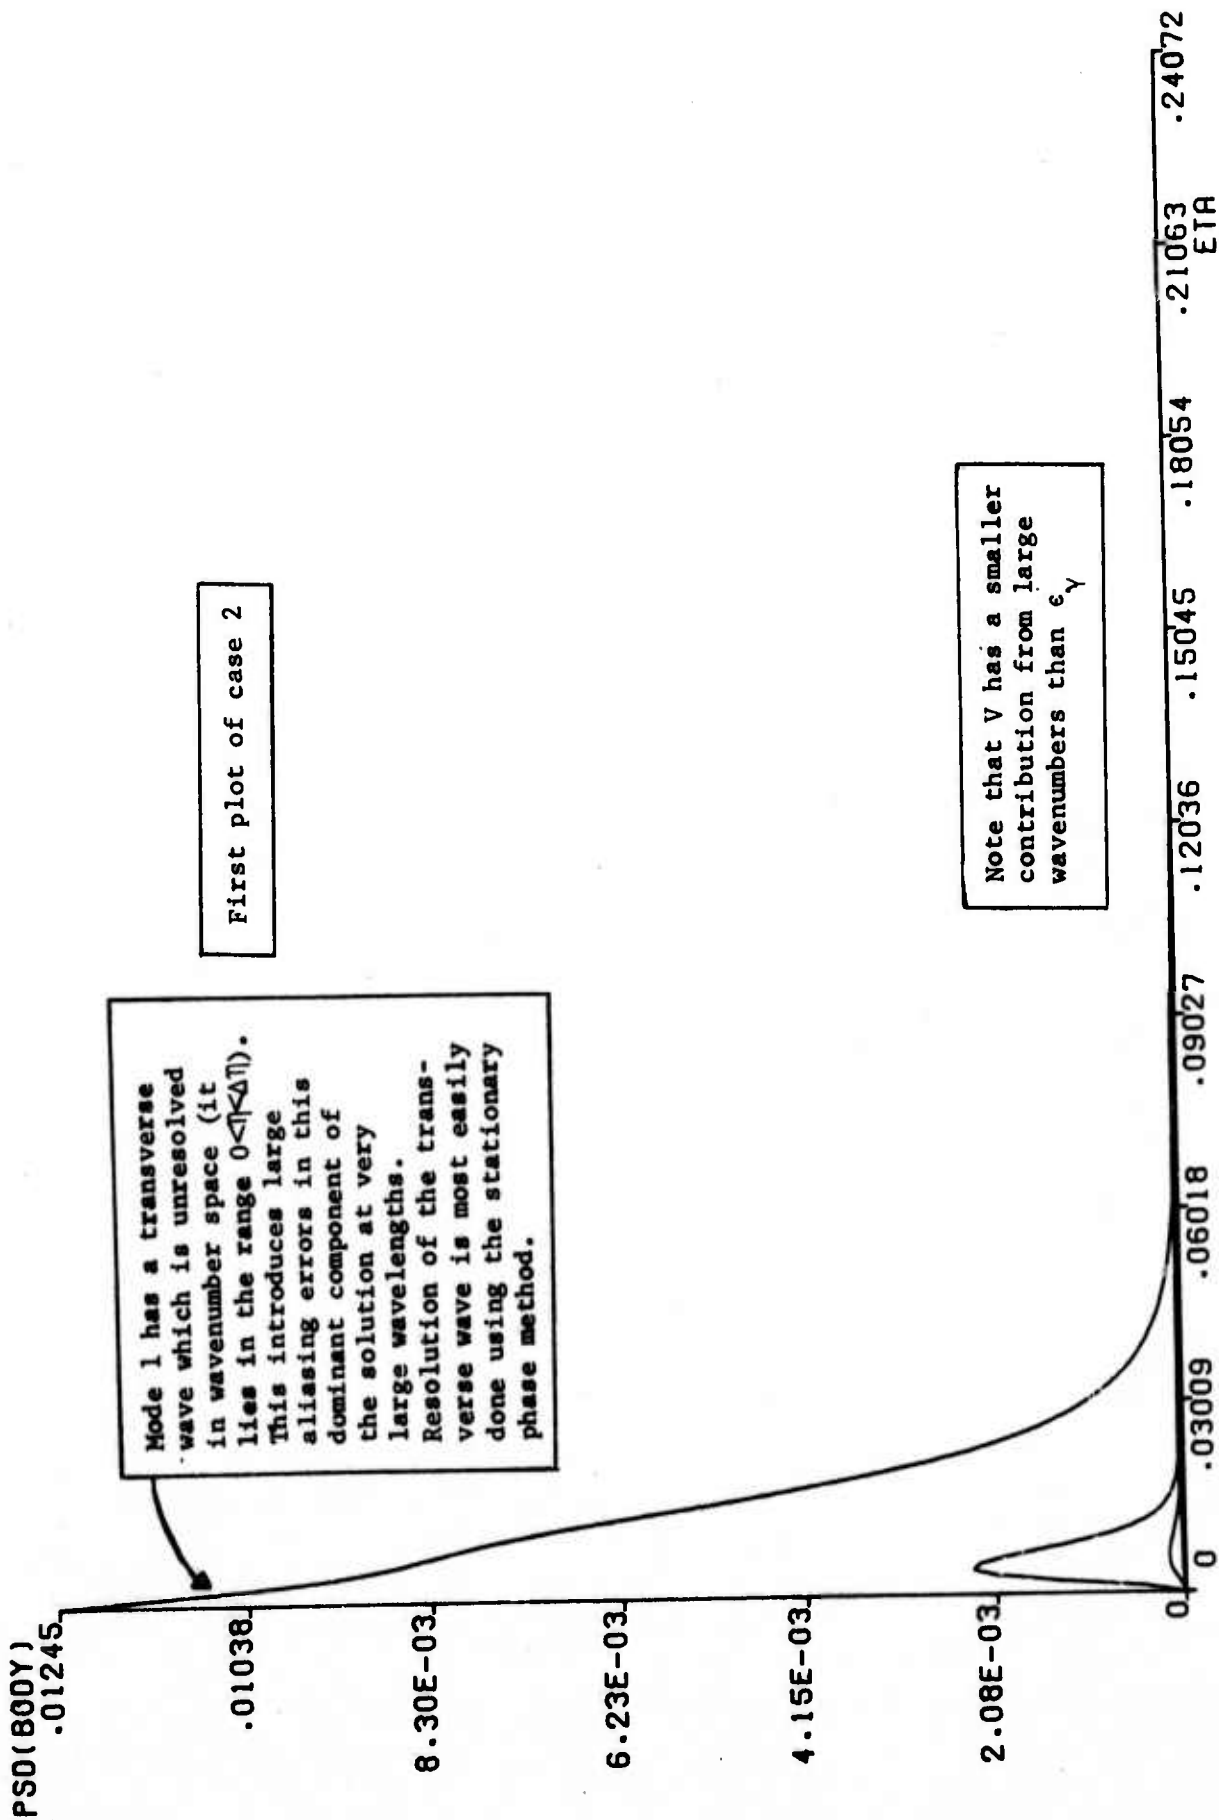 PSD(BODY)
.01245
.01038
8.30E-03
6.23E-03
4.15E-03
2.08E-03
0
0
.03009
.06018
.09027
.12036
.15045
.18054
.21063
.24072
ETA
First plot of case 2
Mode 1 has a transverse
wave which is unresolved
in wavenumber space (it
lies in the range 0<η<Δη).
This introduces large
aliasing errors in this
dominant component of
the solution at very
large wavelengths.
Resolution of the trans-
verse wave is most easily
done using the stationary
phase method.
Note that V has a smaller
contribution from large
wavenumbers than ϵγ